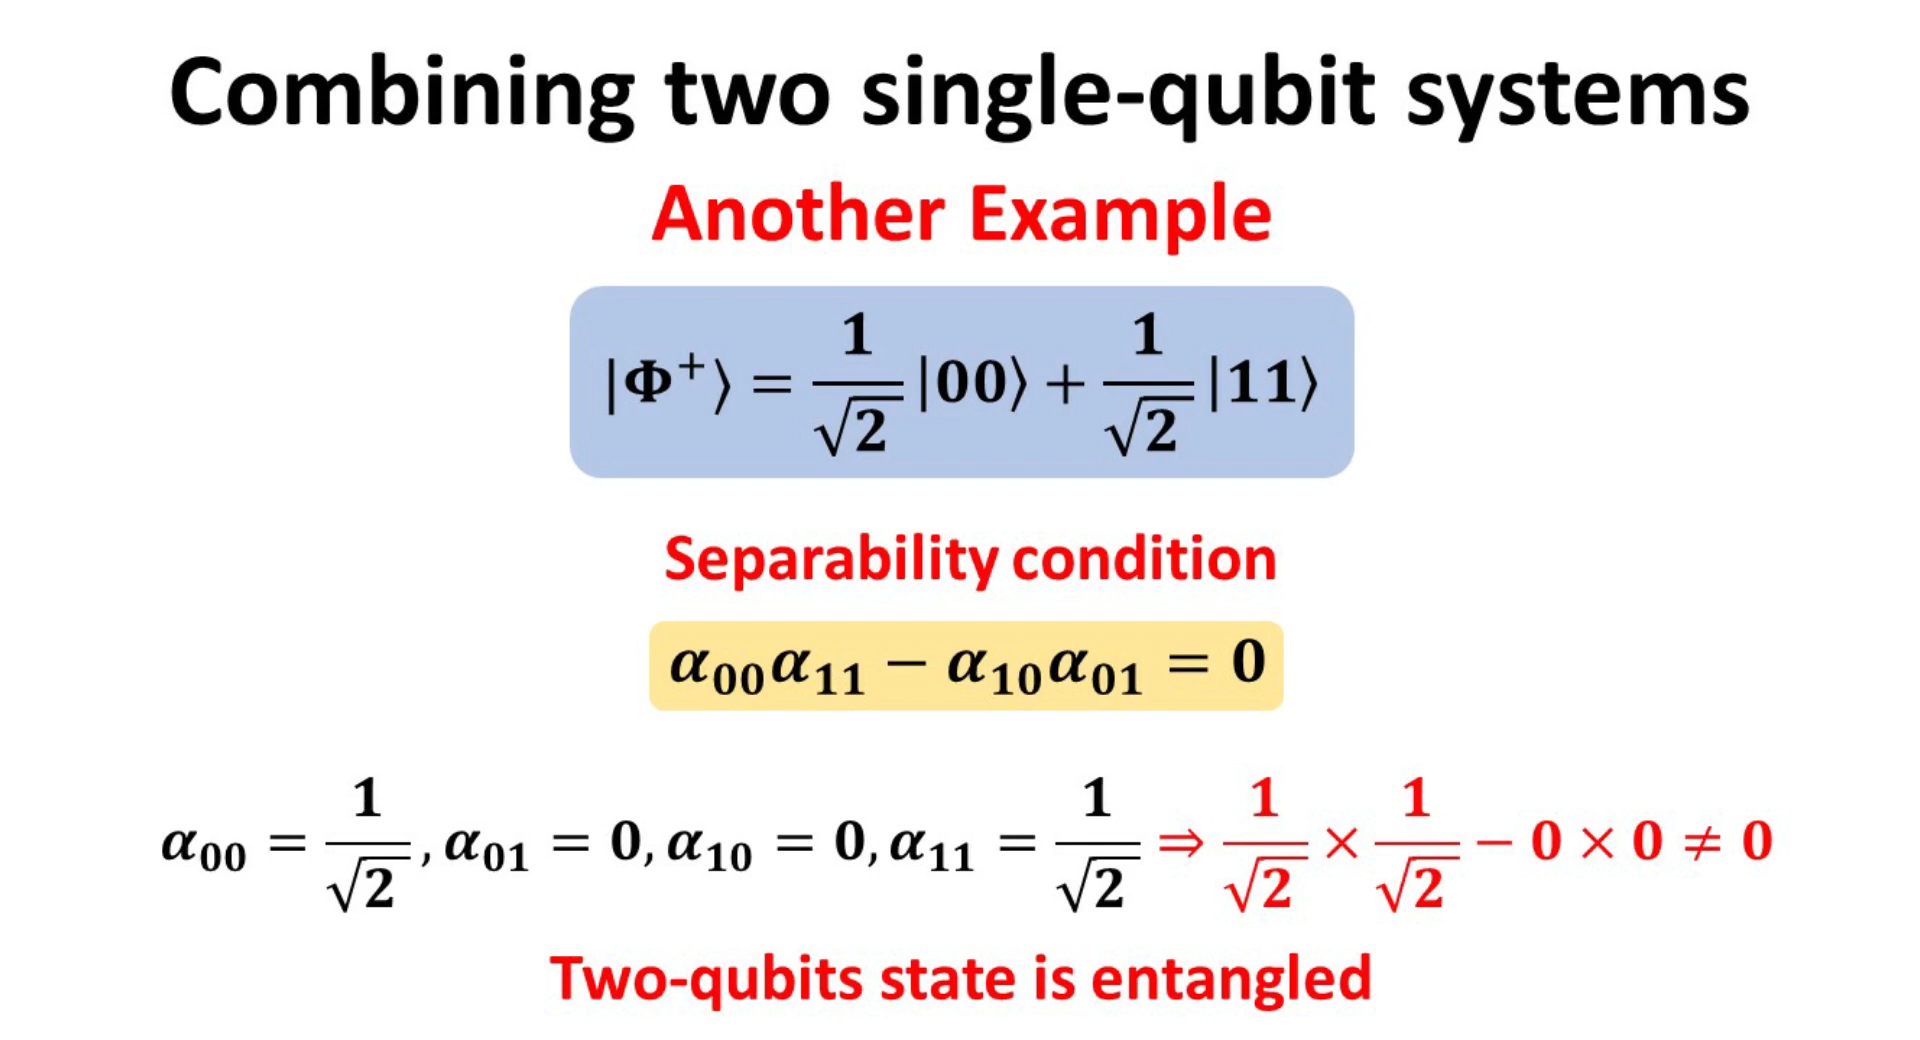 Combining two single-qubit systems
Another Example
|Φ⁺⟩ = 1/√2 |00⟩ + 1/√2 |11⟩
Separability condition
α₀₀α₁₁ − α₁₀α₀₁ = 0
α₀₀ = 1/√2, α₀₁ = 0, α₁₀ = 0, α₁₁ = 1/√2 ⇒ 1/√2 × 1/√2 − 0 × 0 ≠ 0
Two-qubits state is entangled